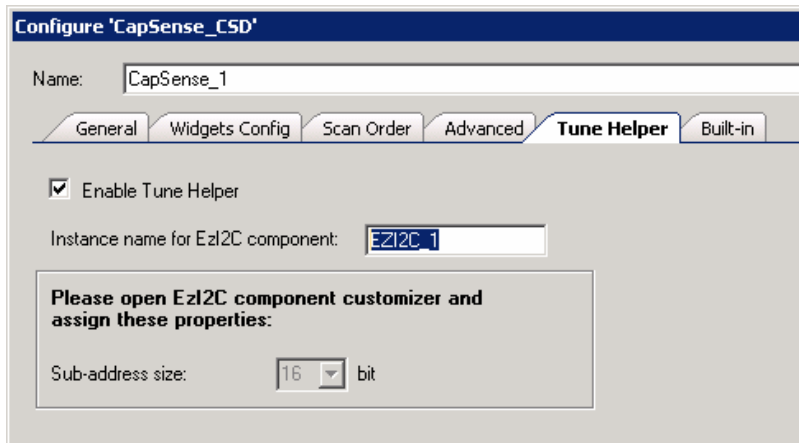 Configure 'CapSense_CSD'
Name: CapSense_1
General Widgets Config Scan Order Advanced Tune Helper Built-in
Enable Tune Helper
Instance name for EzI2C component: EZI2C_1
Please open EzI2C component customizer and
assign these properties:
Sub-address size: 16 bit